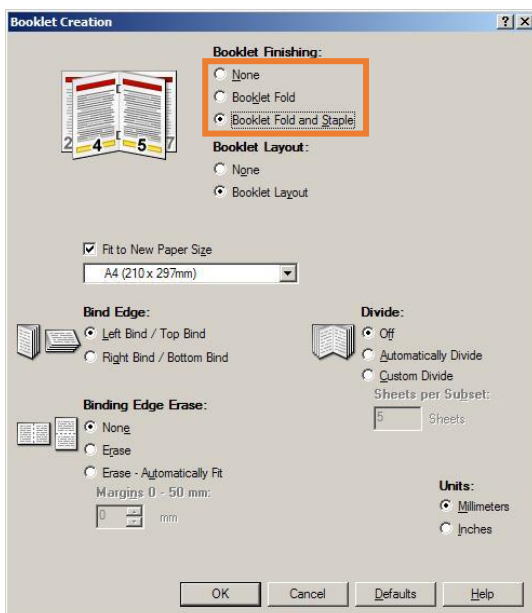 Booklet Creation
Booklet Finishing:
None
Booklet Fold
Booklet Fold and Staple
2 4 5 7
Booklet Layout:
None
Booklet Layout
Fit to New Paper Size
A4 (210 x 297mm)
Bind Edge:
Left Bind / Top Bind
Right Bind / Bottom Bind
Divide:
Off
Automatically Divide
Custom Divide
Sheets per Subset:
5 Sheets
Binding Edge Erase:
None
Erase
Erase - Automatically Fit
Margins 0 - 50 mm:
0 mm
Units:
Millimeters
Inches
OK Cancel Defaults Help